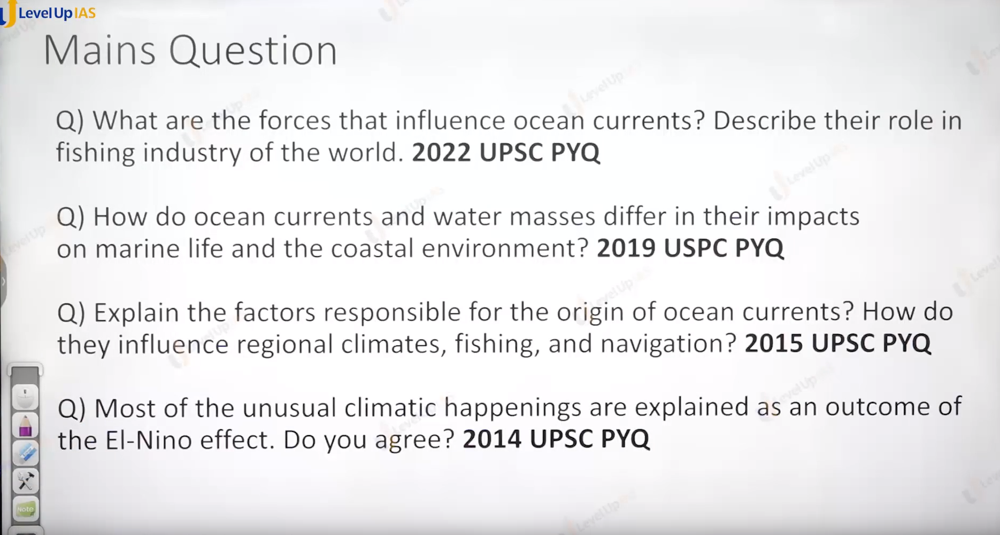 LevelUp IAS
Mains Question
Q) What are the forces that influence ocean currents? Describe their role in
fishing industry of the world. 2022 UPSC PYQ
Q) How do ocean currents and water masses differ in their impacts
on marine life and the coastal environment? 2019 USPC PYQ
Q) Explain the factors responsible for the origin of ocean currents? How do
they influence regional climates, fishing, and navigation? 2015 UPSC PYQ
Q) Most of the unusual climatic happenings are explained as an outcome of
the El-Nino effect. Do you agree? 2014 UPSC PYQ
Note